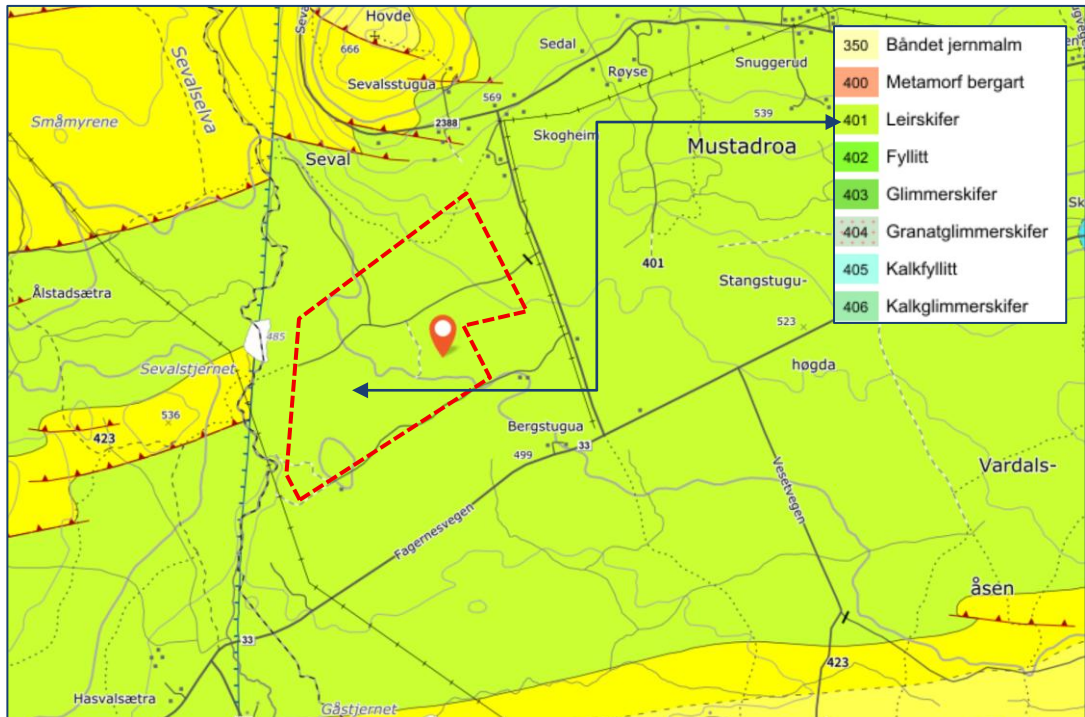 Hovde
666
Sevalselva
Sedal
Røyse
Snuggerud
Sevalsstugua
569
Småmyrene
2388
539
Skogheim
Mustadroa
Seval
401
Stangstugu-
Ålstadsætra
485
523
Sevalstjernet
høgda
536
423
Bergstugua
33
499
Vardals-
Vesetvegen
Fagernesvegen
åsen
33
423
Hasvalsætra
Gåstjernet
350 Båndet jernmalm
400 Metamorf bergart
401 Leirskifer
402 Fyllitt
403 Glimmerskifer
404 Granatglimmerskifer
405 Kalkfyllitt
406 Kalkglimmerskifer